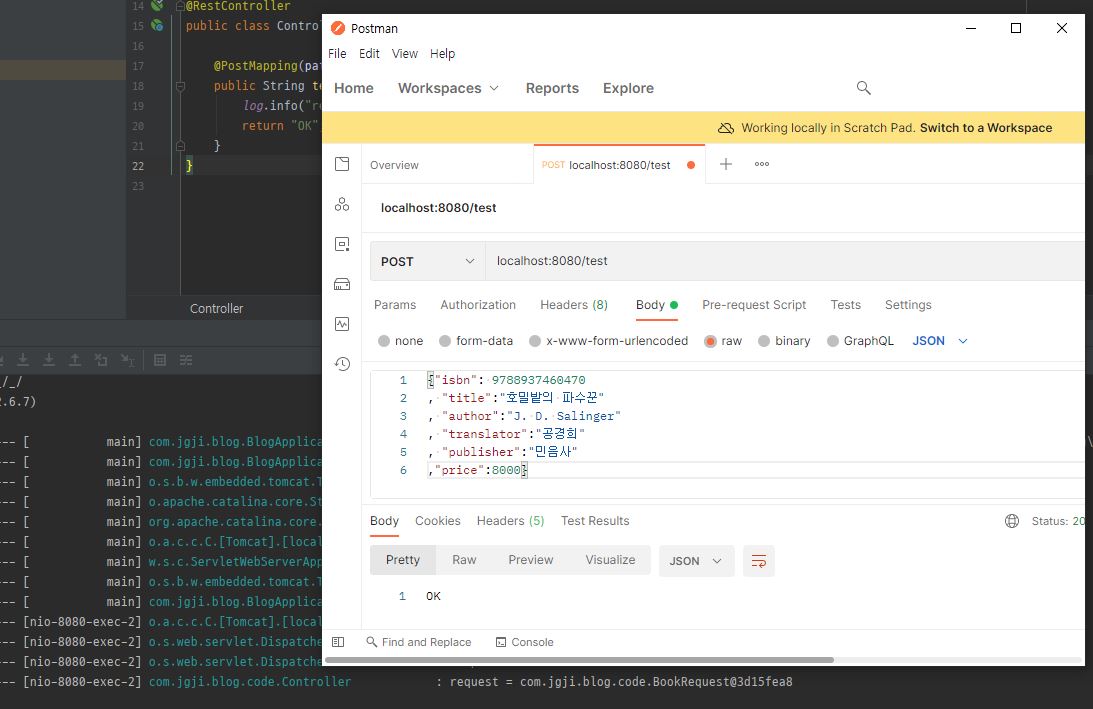 14 @RestController
15 public class Contro
16
17 @PostMapping(pa
18 public String te
19 log.info("re
20 return "OK"
21 }
22 }
23
Controller
Postman
File Edit View Help
Home Workspaces Reports Explore
Working locally in Scratch Pad. Switch to a Workspace
Overview POST localhost:8080/test
localhost:8080/test
POST localhost:8080/test
Params Authorization Headers (8) Body Pre-request Script Tests Settings
none form-data x-www-form-urlencoded raw binary GraphQL JSON
1 {"isbn": 9788937460470
2 , "title":"호밀밭의 파수꾼"
3 , "author":"J. D. Salinger"
4 , "translator":"공경희"
5 , "publisher":"민음사"
6 ,"price":8000}
Body Cookies Headers (5) Test Results Status: 20
Pretty Raw Preview Visualize JSON
1 OK
Find and Replace Console
_/_/
2.6.7)
--- [ main] com.jgji.blog.BlogApplica
--- [ main] com.jgji.blog.BlogApplica
--- [ main] o.s.b.w.embedded.tomcat.T
--- [ main] o.apache.catalina.core.St
--- [ main] org.apache.catalina.core.
--- [ main] o.a.c.c.C.[Tomcat].[local
--- [ main] w.s.c.ServletWebServerApp
--- [ main] o.s.b.w.embedded.tomcat.T
--- [ main] com.jgji.blog.BlogApplica
--- [nio-8080-exec-2] o.a.c.c.C.[Tomcat].[local
--- [nio-8080-exec-2] o.s.web.servlet.Dispatche
--- [nio-8080-exec-2] o.s.web.servlet.Dispatche
--- [nio-8080-exec-2] com.jgji.blog.code.Controller : request = com.jgji.blog.code.BookRequest@3d15fea8